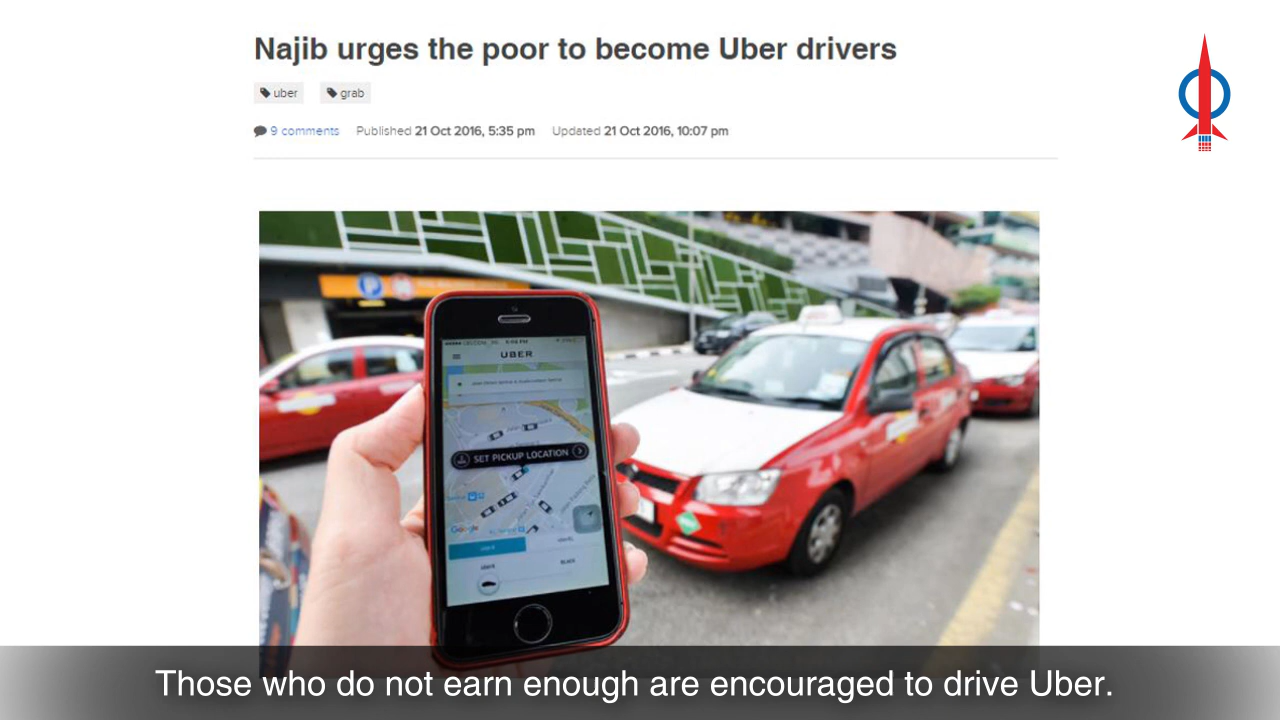 Najib urges the poor to become Uber drivers
uber grab
9 comments Published 21 Oct 2016, 5:35 pm Updated 21 Oct 2016, 10:07 pm
UBER
SET PICKUP LOCATION
Google
Those who do not earn enough are encouraged to drive Uber.